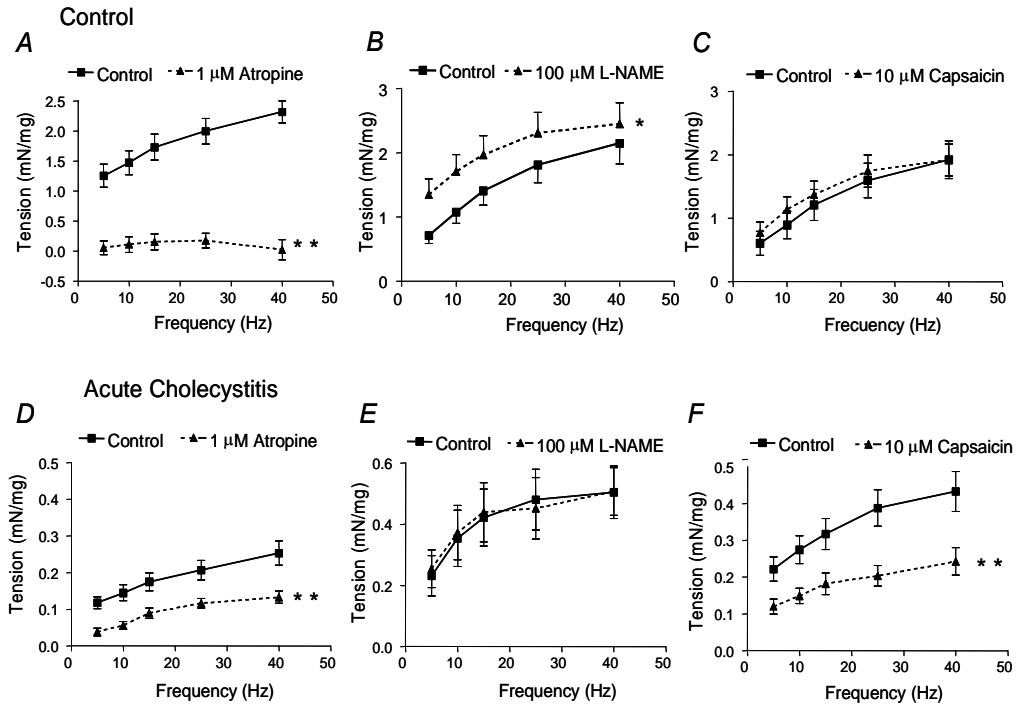 Control
A
B
C
Control 1 μM Atropine
Control 100 μM L-NAME
Control 10 μM Capsaicin
Tension (mN/mg)
2.5
2.0
1.5
1.0
0.5
0.0
-0.5
* *
0 10 20 30 40 50
Frequency (Hz)
Tension (mN/mg)
3
2
1
0
*
0 10 20 30 40 50
Frequency (Hz)
Tension (mN/mg)
3
2
1
0
0 10 20 30 40 50
Frecuency (Hz)
Acute Cholecystitis
D
E
F
Control 1 μM Atropine
Control 100 μM L-NAME
Control 10 μM Capsaicin
Tension (mN/mg)
0.5
0.4
0.3
0.2
0.1
0.0
* *
0 10 20 30 40 50
Frequency (Hz)
Tension (mN/mg)
0.6
0.4
0.2
0.0
0 10 20 30 40 50
Frequency (Hz)
Tension (mN/mg)
0.5
0.4
0.3
0.2
0.1
0.0
* *
0 10 20 30 40 50
Frecuency (Hz)